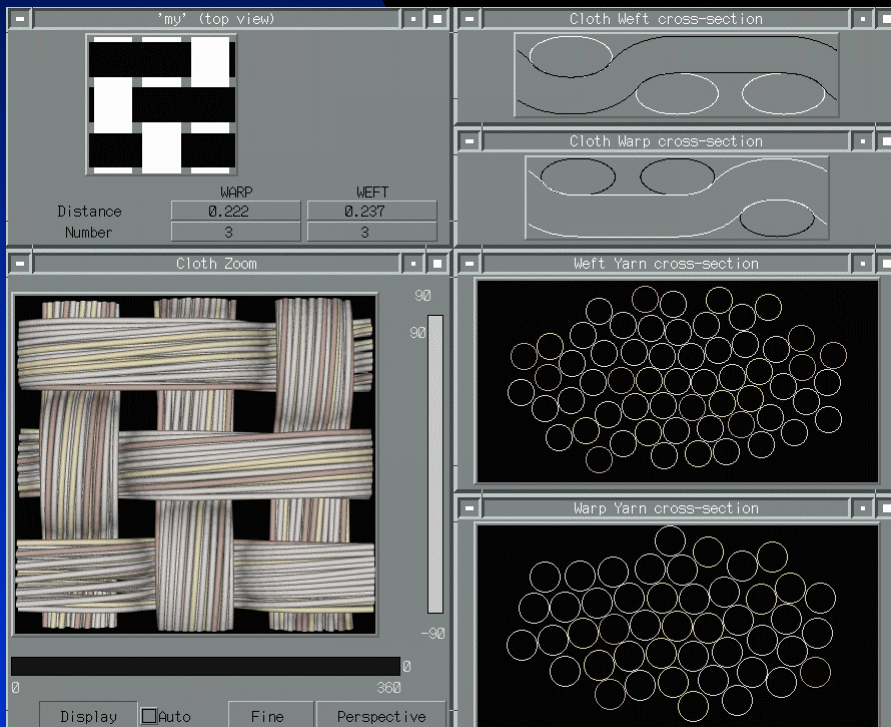 'my' (top view)
WARP WEFT
Distance 0.222 0.237
Number 3 3
Cloth Weft cross-section
Cloth Warp cross-section
Cloth Zoom
90
90
-90
0
0 360
Display Auto Fine Perspective
Weft Yarn cross-section
Warp Yarn cross-section